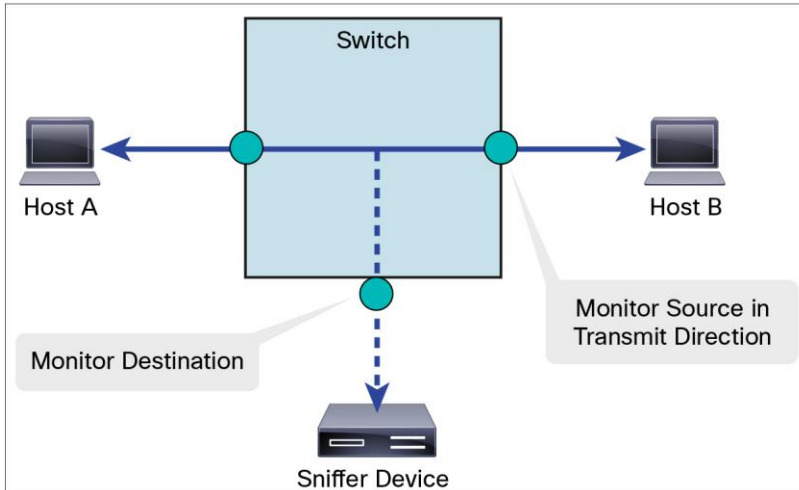 Switch
Host A
Host B
Monitor Source in
Transmit Direction
Monitor Destination
Sniffer Device